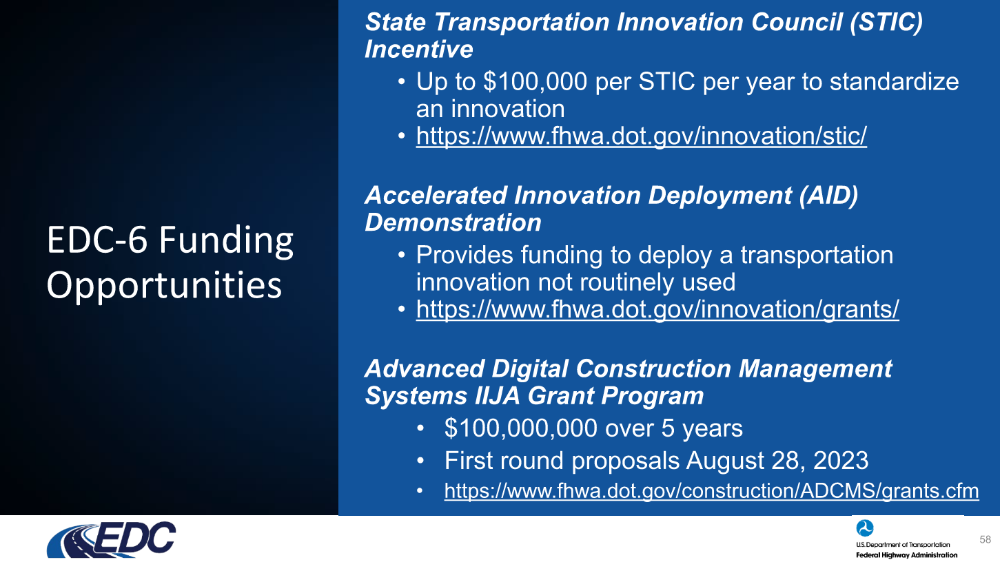 EDC-6 Funding
Opportunities
State Transportation Innovation Council (STIC)
Incentive
• Up to $100,000 per STIC per year to standardize
an innovation
• https://www.fhwa.dot.gov/innovation/stic/
Accelerated Innovation Deployment (AID)
Demonstration
• Provides funding to deploy a transportation
innovation not routinely used
• https://www.fhwa.dot.gov/innovation/grants/
Advanced Digital Construction Management
Systems IIJA Grant Program
• $100,000,000 over 5 years
• First round proposals August 28, 2023
• https://www.fhwa.dot.gov/construction/ADCMS/grants.cfm
EDC
U.S. Department of Transportation
Federal Highway Administration
58